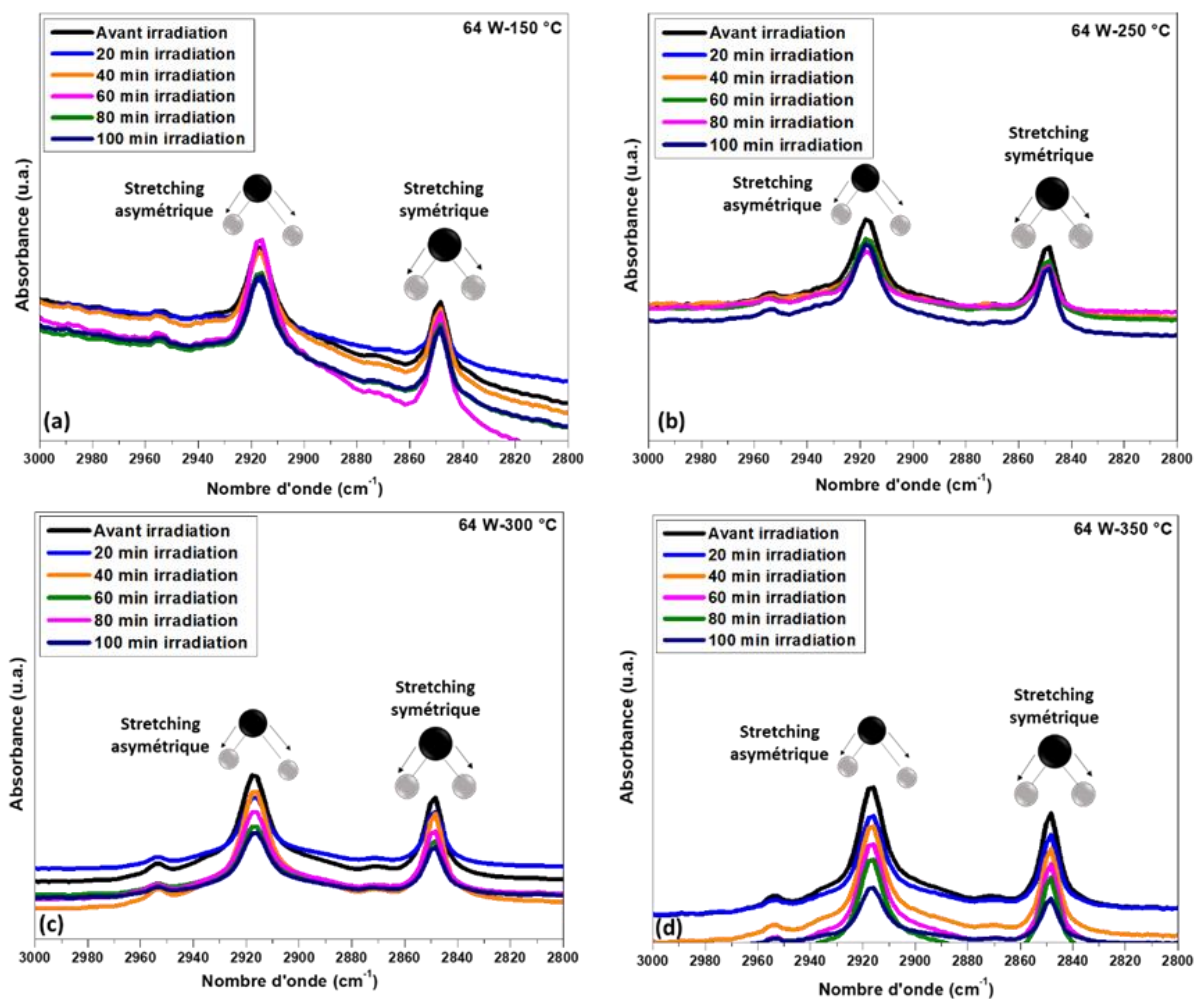 64 W-150 °C
Avant irradiation
20 min irradiation
40 min irradiation
60 min irradiation
80 min irradiation
100 min irradiation
Stretching
asymétrique
Stretching
symétrique
Absorbance (u.a.)
(a)
3000 2980 2960 2940 2920 2900 2880 2860 2840 2820 2800
Nombre d'onde (cm-1)
64 W-250 °C
Avant irradiation
20 min irradiation
40 min irradiation
60 min irradiation
80 min irradiation
100 min irradiation
Stretching
symétrique
Stretching
asymétrique
Absorbance (u.a.)
(b)
3000 2980 2960 2940 2920 2900 2880 2860 2840 2820 2800
Nombre d'onde (cm-1)
64 W-300 °C
Avant irradiation
20 min irradiation
40 min irradiation
60 min irradiation
80 min irradiation
100 min irradiation
Stretching
symétrique
Stretching
asymétrique
Absorbance (u.a.)
(c)
3000 2980 2960 2940 2920 2900 2880 2860 2840 2820 2800
Nombre d'onde (cm-1)
64 W-350 °C
Avant irradiation
20 min irradiation
40 min irradiation
60 min irradiation
80 min irradiation
100 min irradiation
Stretching
symétrique
Stretching
asymétrique
Absorbance (u.a.)
(d)
3000 2980 2960 2940 2920 2900 2880 2860 2840 2820 2800
Nombre d'onde (cm-1)